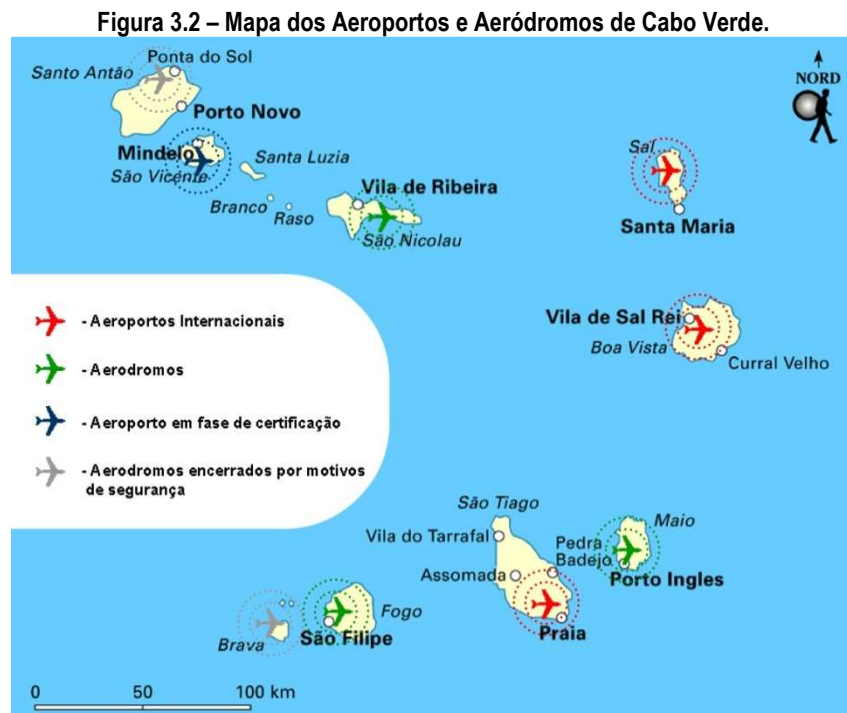 Figura 3.2 – Mapa dos Aeroportos e Aeródromos de Cabo Verde.
Ponta do Sol
Santo Antão
NORD
Porto Novo
Mindelo
São Vicente
Santa Luzia
Branco
Raso
Vila de Ribeira
São Nicolau
Sal
Santa Maria
Vila de Sal Rei
Boa Vista
Curral Velho
- Aeroportos Internacionais
- Aerodromos
- Aeroporto em fase de certificação
- Aerodromos encerrados por motivos
de segurança
São Tiago
Vila do Tarrafal
Assomada
Pedra
Badejo
Maio
Porto Ingles
Praia
Fogo
São Filipe
Brava
0 50 100 km